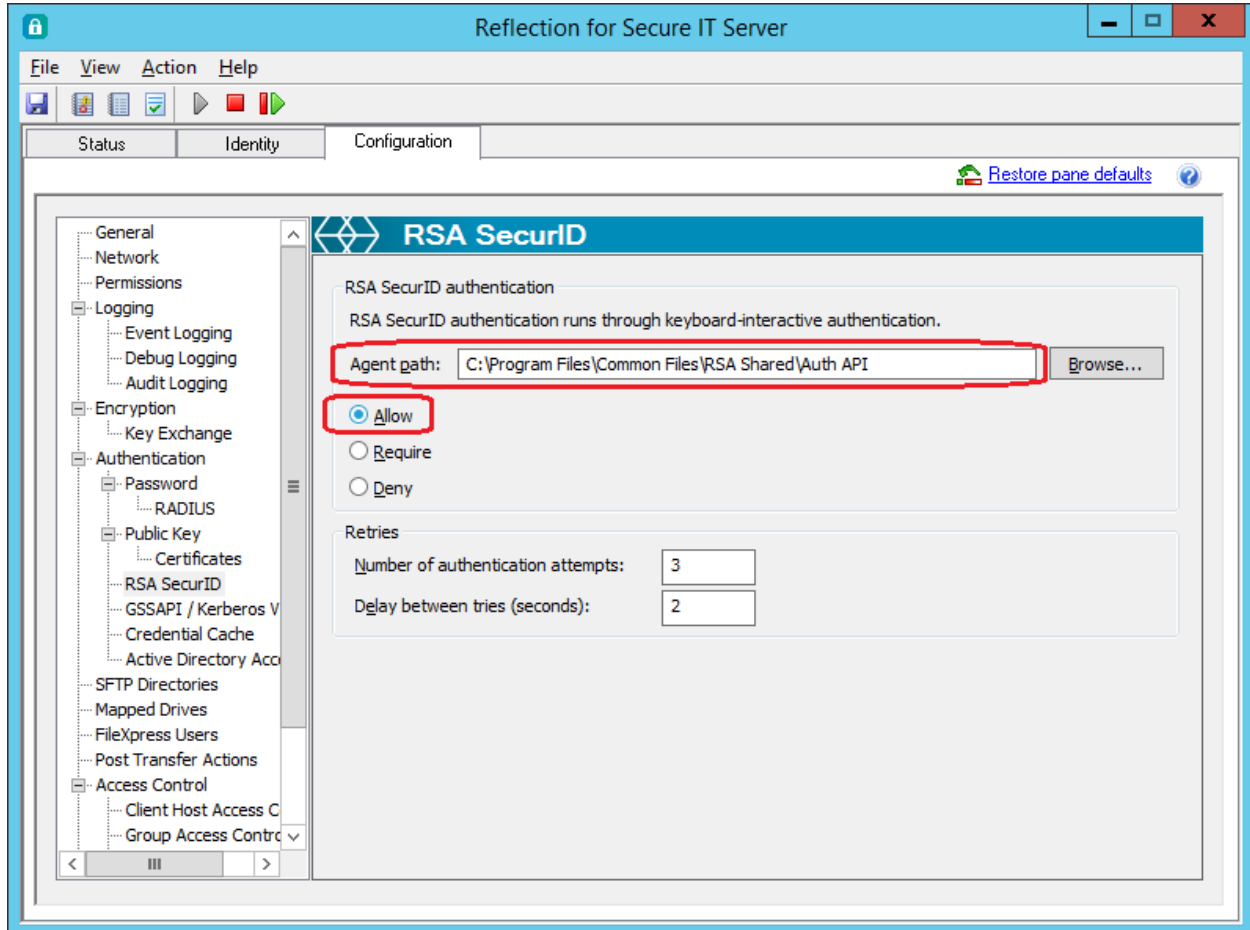 Reflection for Secure IT Server
File View Action Help
Status Identity Configuration
Restore pane defaults
General
Network
Permissions
Logging
Event Logging
Debug Logging
Audit Logging
Encryption
Key Exchange
Authentication
Password
RADIUS
Public Key
Certificates
RSA SecurID
GSSAPI / Kerberos V
Credential Cache
Active Directory Acc
SFTP Directories
Mapped Drives
FileXpress Users
Post Transfer Actions
Access Control
Client Host Access C
Group Access Contro
RSA SecurID
RSA SecurID authentication
RSA SecurID authentication runs through keyboard-interactive authentication.
Agent path: C:\Program Files\Common Files\RSA Shared\Auth API Browse...
Allow
Require
Deny
Retries
Number of authentication attempts: 3
Delay between tries (seconds): 2